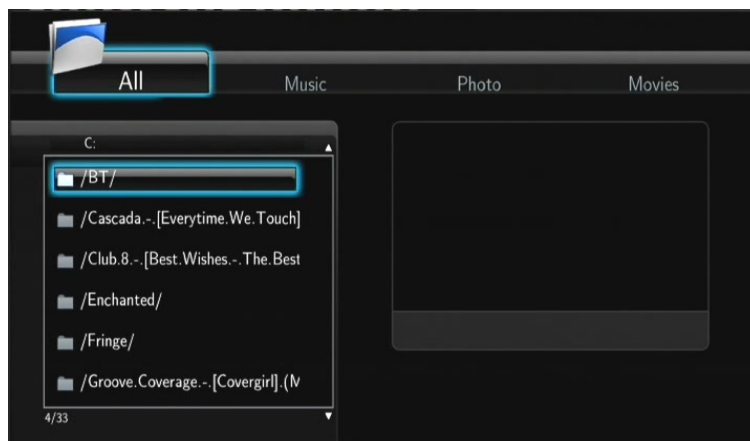 All
Music
Photo
Movies
C:
/BT/
/Cascada.-.[Everytime.We.Touch]
/Club.8.-.[Best.Wishes.-.The.Best
/Enchanted/
/Fringe/
/Groove.Coverage.-.[Covergirl].(M
4/33